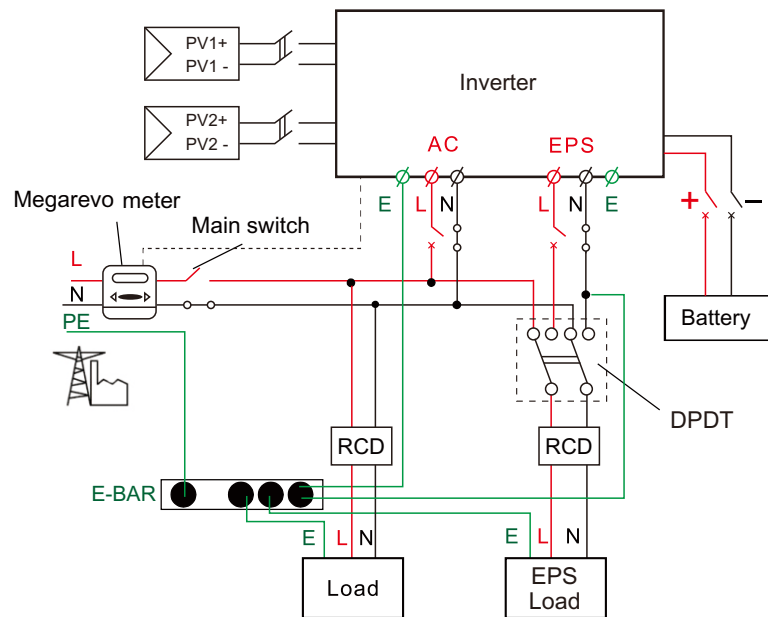 PV1+
PV1 -
Inverter
PV2+
PV2 -
AC
EPS
E
L
N
L
N
E
Megarevo meter
Main switch
+
−
L
N
PE
Battery
DPDT
RCD
RCD
E-BAR
E
L
N
E
L
N
Load
EPS
Load